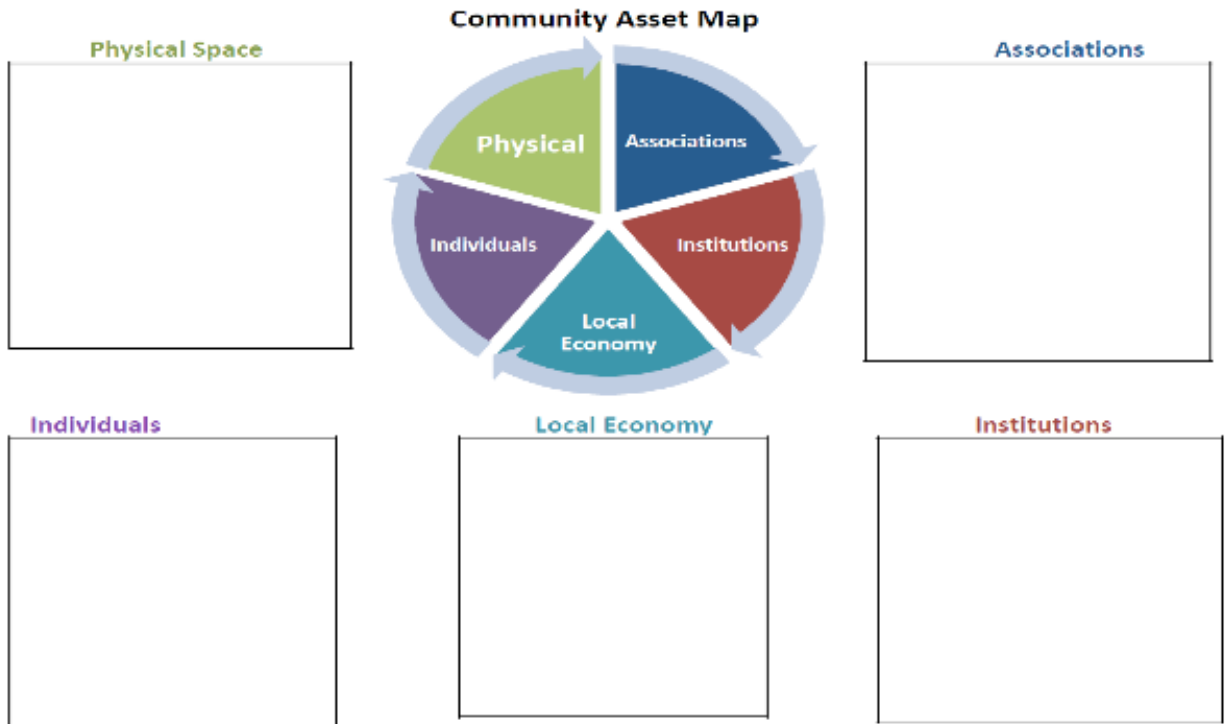 Community Asset Map
Physical Space
Associations
Physical
Associations
Individuals
Institutions
Local
Economy
Individuals
Local Economy
Institutions